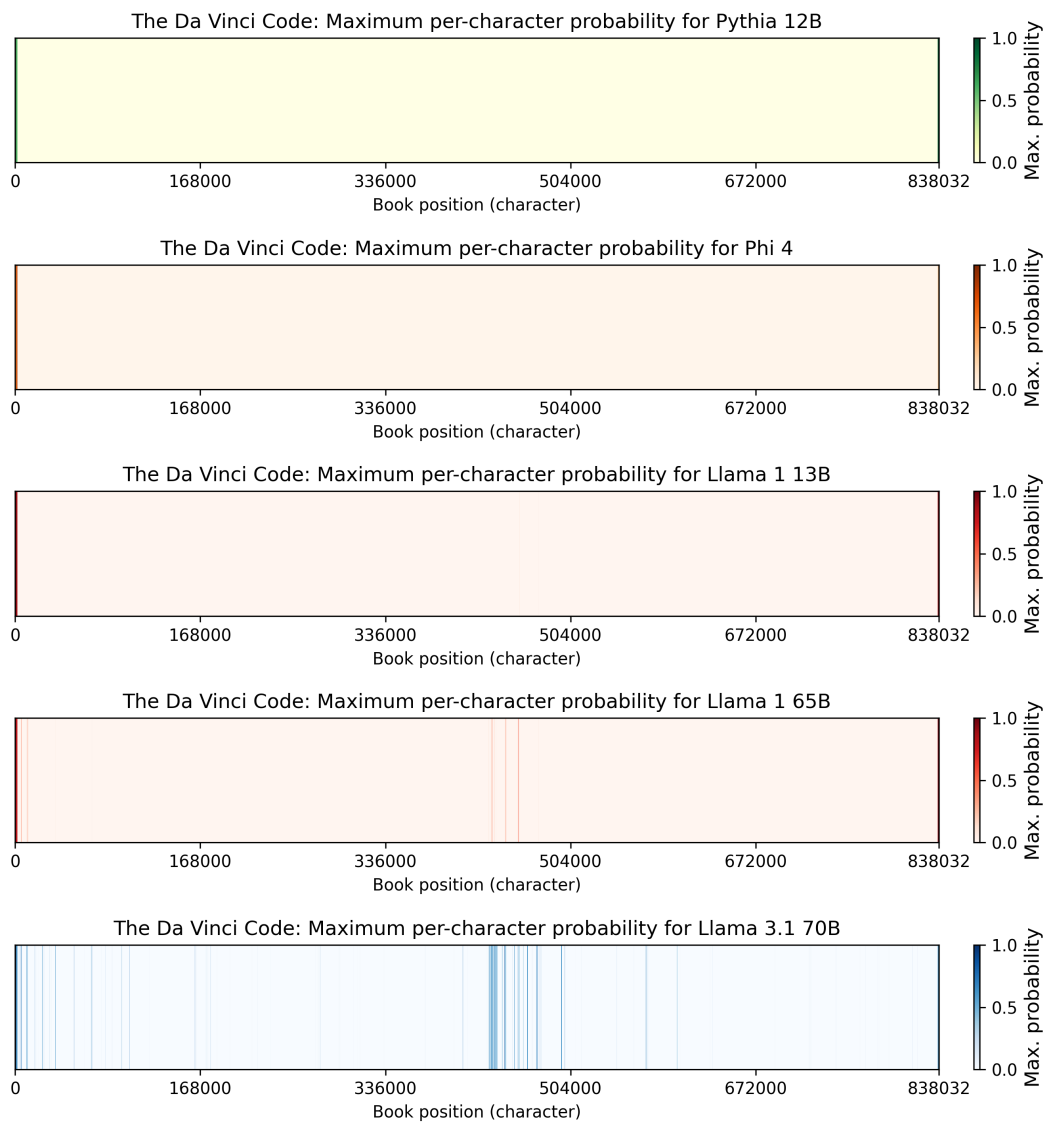 The Da Vinci Code: Maximum per-character probability for Pythia 12B
1.0
0.5
0.0
Max. probability
0 168000 336000 504000 672000 838032
Book position (character)
The Da Vinci Code: Maximum per-character probability for Phi 4
1.0
0.5
0.0
Max. probability
0 168000 336000 504000 672000 838032
Book position (character)
The Da Vinci Code: Maximum per-character probability for Llama 1 13B
1.0
0.5
0.0
Max. probability
0 168000 336000 504000 672000 838032
Book position (character)
The Da Vinci Code: Maximum per-character probability for Llama 1 65B
1.0
0.5
0.0
Max. probability
0 168000 336000 504000 672000 838032
Book position (character)
The Da Vinci Code: Maximum per-character probability for Llama 3.1 70B
1.0
0.5
0.0
Max. probability
0 168000 336000 504000 672000 838032
Book position (character)